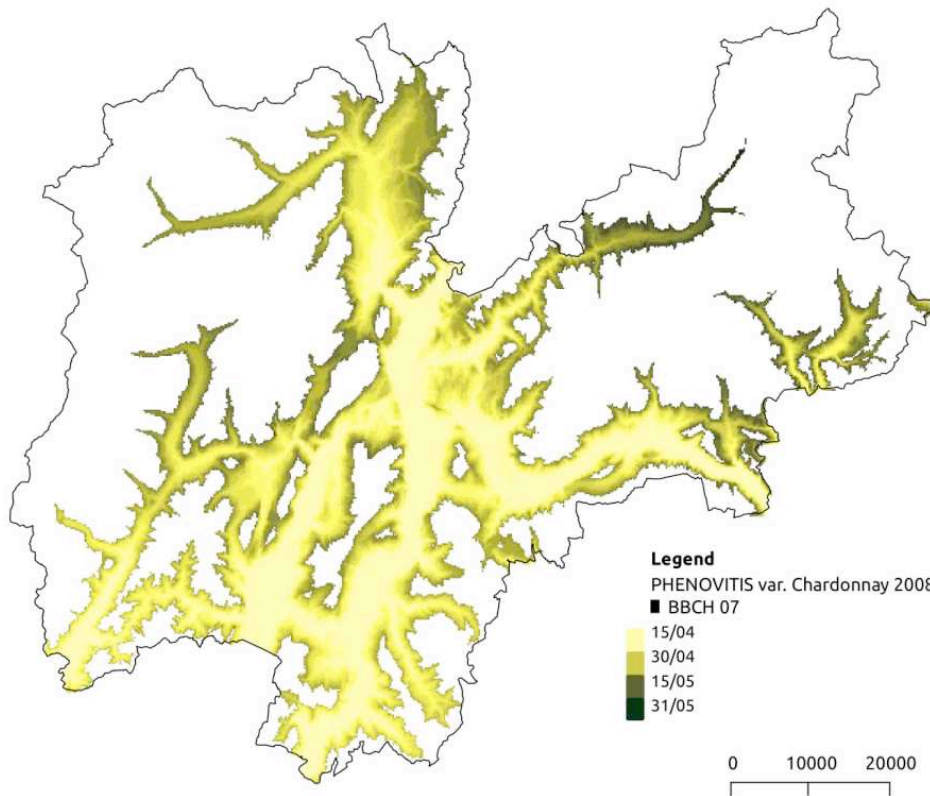 Legend
PHENOVITIS var. Chardonnay 2008
BBCH 07
15/04
30/04
15/05
31/05
0 10000 20000